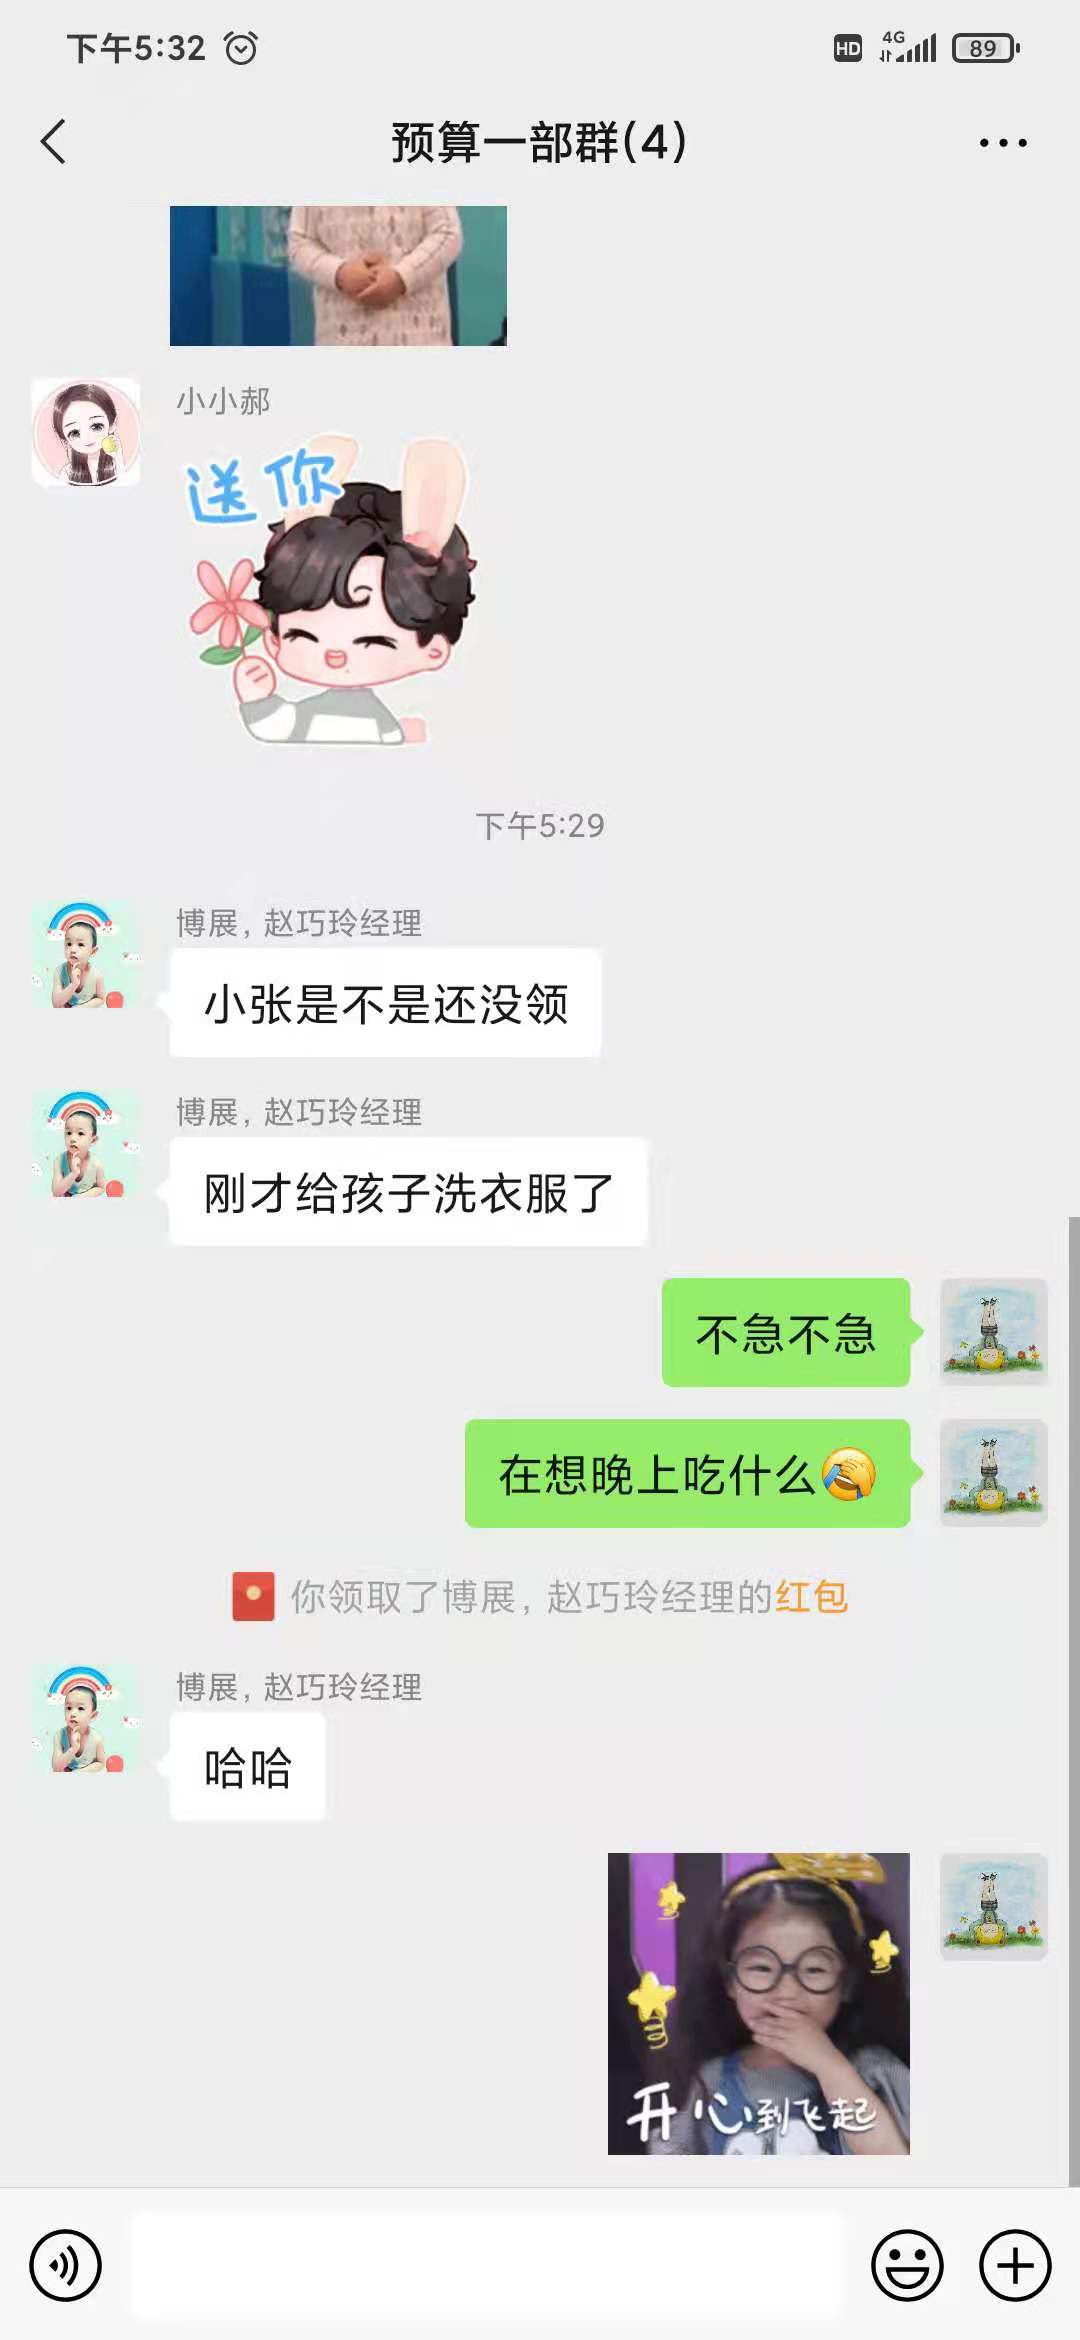 下午5:32
HD
4G
89
预算一部群(4)
小小郝
送你
下午5:29
博展, 赵巧玲经理
小张是不是还没领
博展, 赵巧玲经理
刚才给孩子洗衣服了
不急不急
在想晚上吃什么🤣
你领取了博展, 赵巧玲经理的红包
博展, 赵巧玲经理
哈哈
开心到飞起